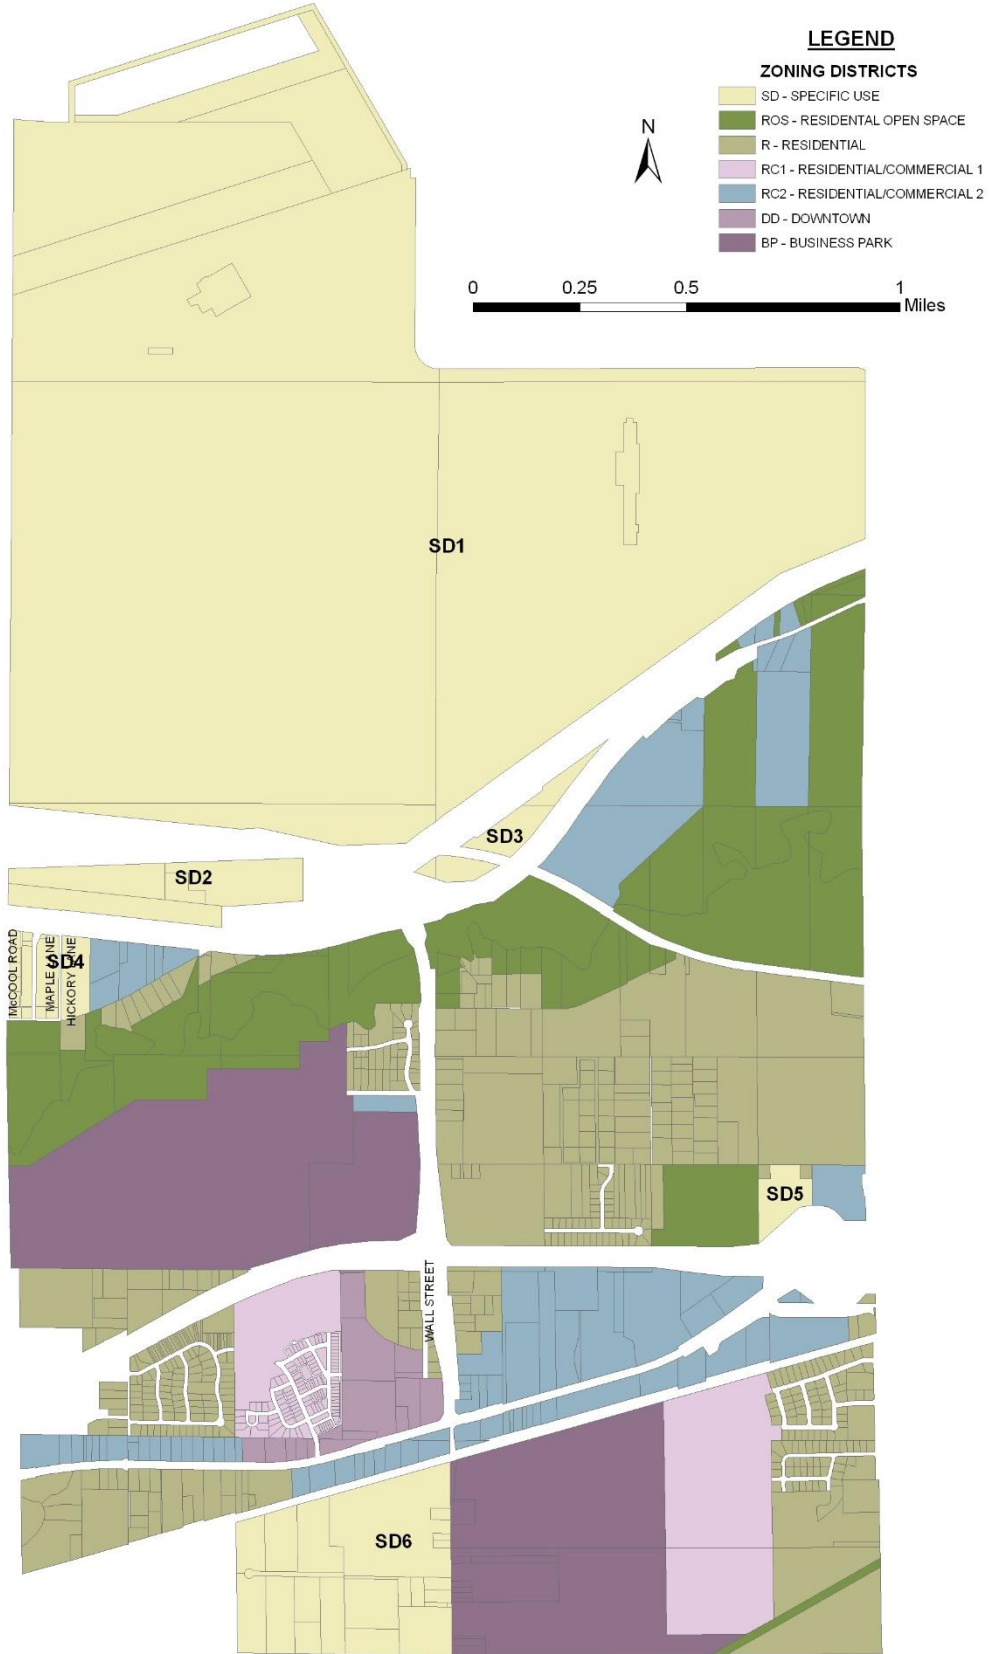 LEGEND
ZONING DISTRICTS
SD - SPECIFIC USE
ROS - RESIDENTAL OPEN SPACE
R - RESIDENTIAL
RC1 - RESIDENTIAL/COMMERCIAL 1
RC2 - RESIDENTIAL/COMMERCIAL 2
DD - DOWNTOWN
BP - BUSINESS PARK
N
0 0.25 0.5 1
Miles
SD1
SD3
SD2
McCOOL ROAD
MAPLE LANE
SD4
HICKORY LANE
SD5
WALL STREET
SD6